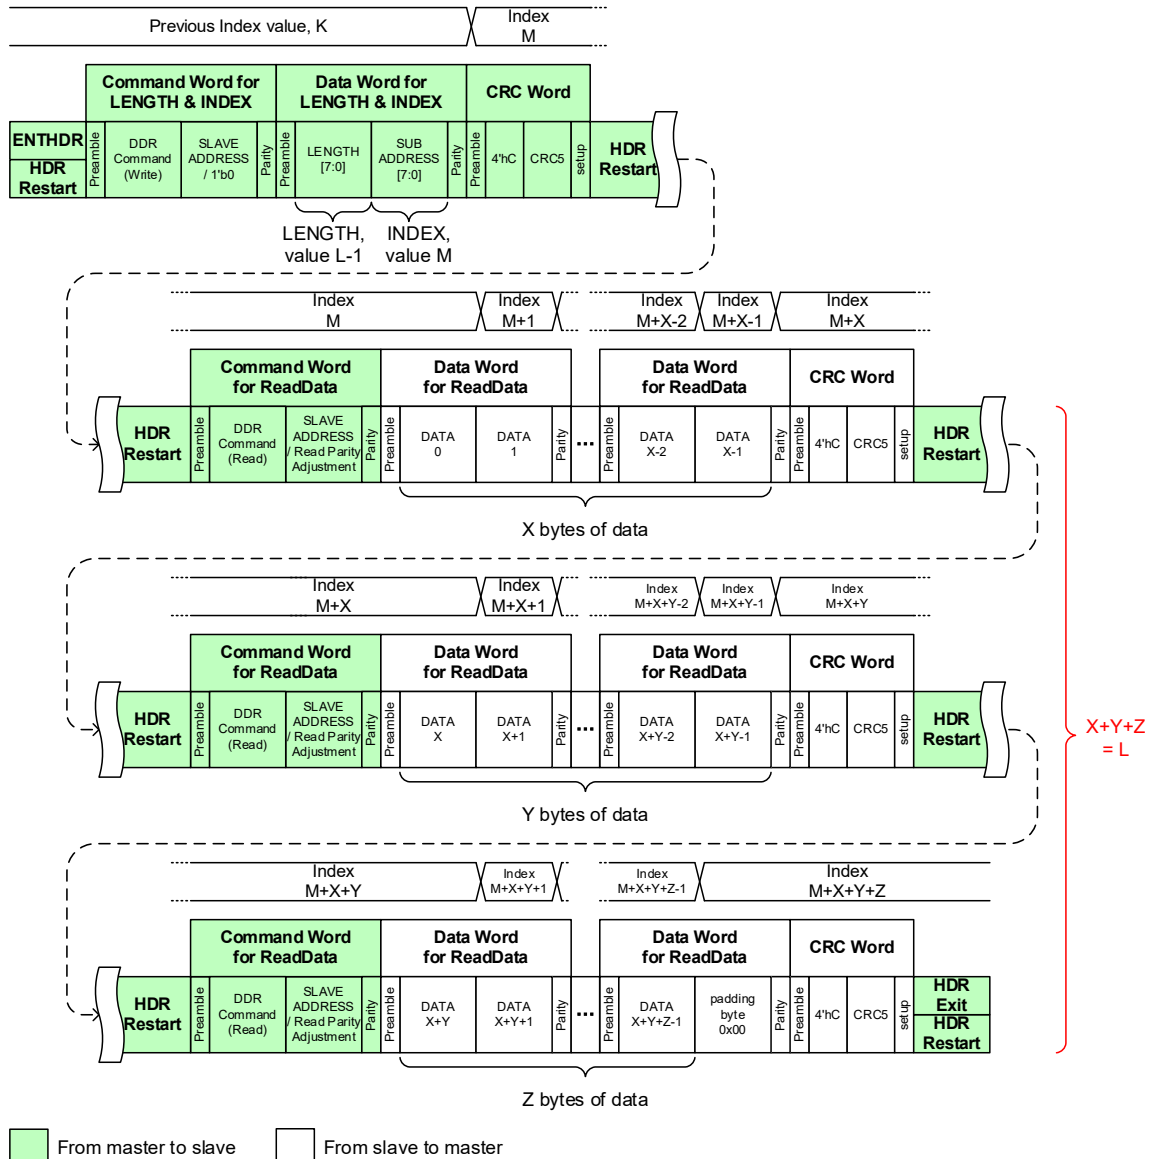 Previous Index value, K
Index
M
Command Word for
LENGTH & INDEX
Data Word for
LENGTH & INDEX
CRC Word
ENTHDR
HDR
Restart
Preamble
DDR
Command
(Write)
SLAVE
ADDRESS
/ 1'b0
Parity
Preamble
LENGTH
[7:0]
SUB
ADDRESS
[7:0]
Parity
Preamble
4'hC
CRC5
setup
HDR
Restart
LENGTH,
value L-1
INDEX,
value M
Index
M
Index
M+1
Index
M+X-2
Index
M+X-1
Index
M+X
Command Word
for ReadData
Data Word
for ReadData
Data Word
for ReadData
CRC Word
HDR
Restart
Preamble
DDR
Command
(Read)
SLAVE
ADDRESS
/ Read Parity
Adjustment
Parity
Preamble
DATA
0
DATA
1
Parity
...
Preamble
DATA
X-2
DATA
X-1
Parity
Preamble
4'hC
CRC5
setup
HDR
Restart
X bytes of data
Index
M+X
Index
M+X+1
Index
M+X+Y-2
Index
M+X+Y-1
Index
M+X+Y
Command Word
for ReadData
Data Word
for ReadData
Data Word
for ReadData
CRC Word
HDR
Restart
Preamble
DDR
Command
(Read)
SLAVE
ADDRESS
/ Read Parity
Adjustment
Parity
Preamble
DATA
X
DATA
X+1
Parity
...
Preamble
DATA
X+Y-2
DATA
X+Y-1
Parity
Preamble
4'hC
CRC5
setup
HDR
Restart
X+Y+Z
= L
Y bytes of data
Index
M+X+Y
Index
M+X+Y+1
Index
M+X+Y+Z-1
Index
M+X+Y+Z
Command Word
for ReadData
Data Word
for ReadData
Data Word
for ReadData
CRC Word
HDR
Restart
Preamble
DDR
Command
(Read)
SLAVE
ADDRESS
/ Read Parity
Adjustment
Parity
Preamble
DATA
X+Y
DATA
X+Y+1
Parity
...
Preamble
DATA
X+Y+Z-1
padding
byte
0x00
Parity
Preamble
4'hC
CRC5
setup
HDR
Exit
HDR
Restart
Z bytes of data
From master to slave
From slave to master